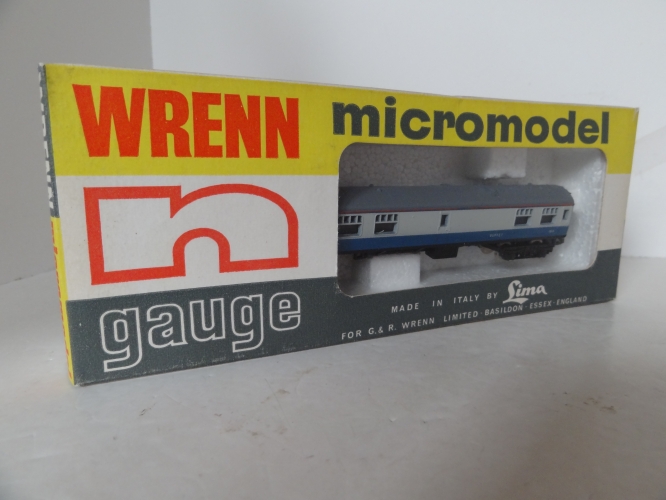 WRENN
micromodel
n
gauge
MADE IN ITALY BY Lima
FOR G.& R. WRENN LIMITED · BASILDON · ESSEX · ENGLAND